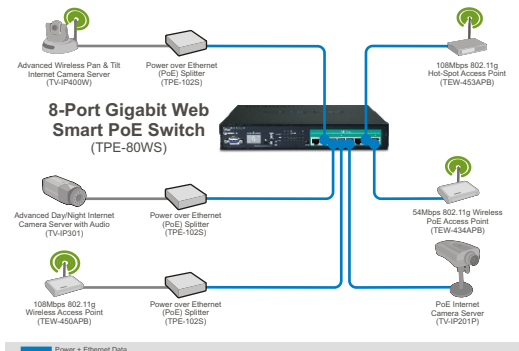 Advanced Wireless Pan & Tilt
Internet Camera Server
(TV-IP400W)
Power over Ethernet
(PoE) Splitter
(TPE-102S)
108Mbps 802.11g
Hot-Spot Access Point
(TEW-453APB)
8-Port Gigabit Web
Smart PoE Switch
(TPE-80WS)
Advanced Day/Night Internet
Camera Server with Audio
(TV-IP301)
Power over Ethernet
(PoE) Splitter
(TPE-102S)
54Mbps 802.11g Wireless
PoE Access Point
(TEW-434APB)
108Mbps 802.11g
Wireless Access Point
(TEW-450APB)
Power over Ethernet
(PoE) Splitter
(TPE-102S)
PoE Internet
Camera Server
(TV-IP201P)
Power + Ethernet Data